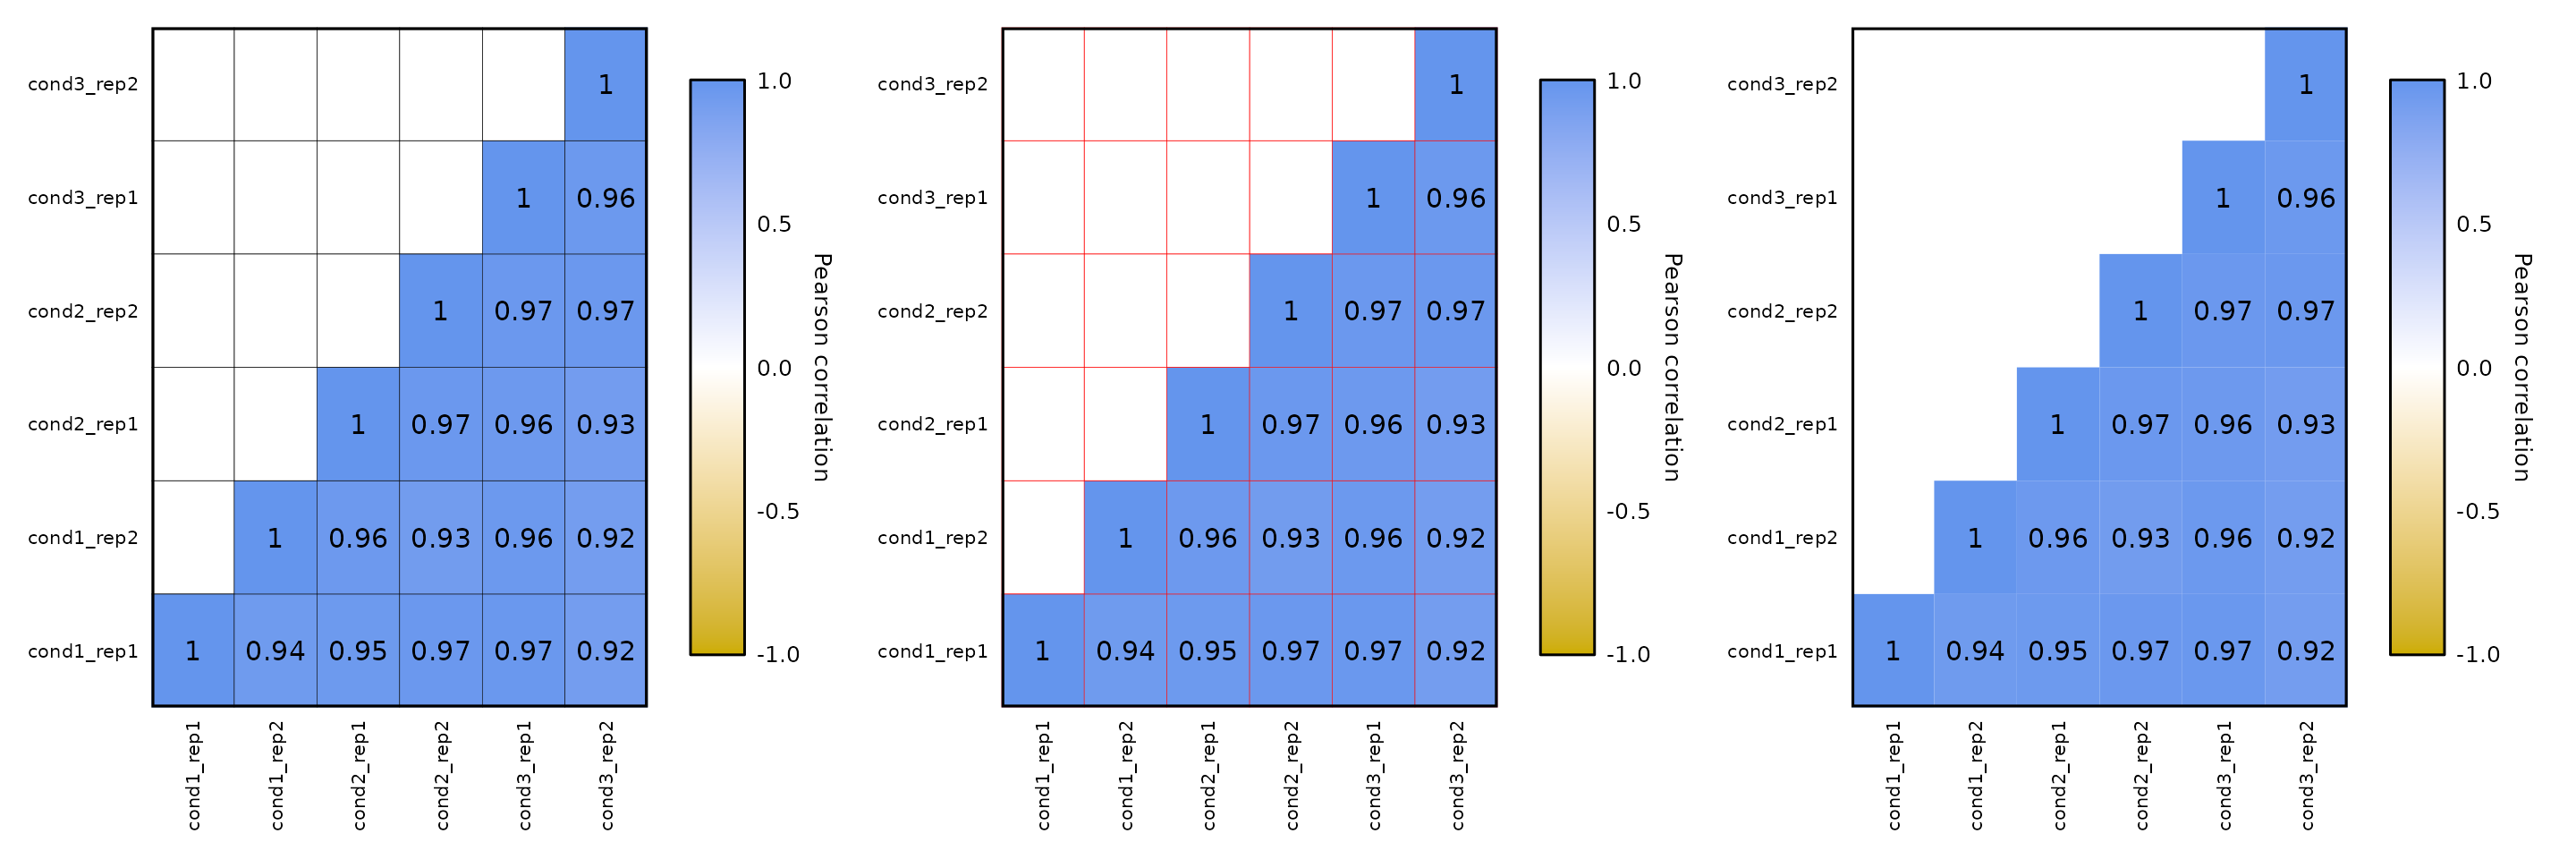 cond3_rep2 1
cond3_rep1 1 0.96
cond2_rep2 1 0.97 0.97
cond2_rep1 1 0.97 0.96 0.93
cond1_rep2 1 0.96 0.93 0.96 0.92
cond1_rep1 1 0.94 0.95 0.97 0.97 0.92
cond1_rep1 cond1_rep2 cond2_rep1 cond2_rep2 cond3_rep1 cond3_rep2
1.0
0.5
0.0
-0.5
-1.0
Pearson correlation
cond3_rep2 1
cond3_rep1 1 0.96
cond2_rep2 1 0.97 0.97
cond2_rep1 1 0.97 0.96 0.93
cond1_rep2 1 0.96 0.93 0.96 0.92
cond1_rep1 1 0.94 0.95 0.97 0.97 0.92
cond1_rep1 cond1_rep2 cond2_rep1 cond2_rep2 cond3_rep1 cond3_rep2
1.0
0.5
0.0
-0.5
-1.0
Pearson correlation
cond3_rep2 1
cond3_rep1 1 0.96
cond2_rep2 1 0.97 0.97
cond2_rep1 1 0.97 0.96 0.93
cond1_rep2 1 0.96 0.93 0.96 0.92
cond1_rep1 1 0.94 0.95 0.97 0.97 0.92
cond1_rep1 cond1_rep2 cond2_rep1 cond2_rep2 cond3_rep1 cond3_rep2
1.0
0.5
0.0
-0.5
-1.0
Pearson correlation